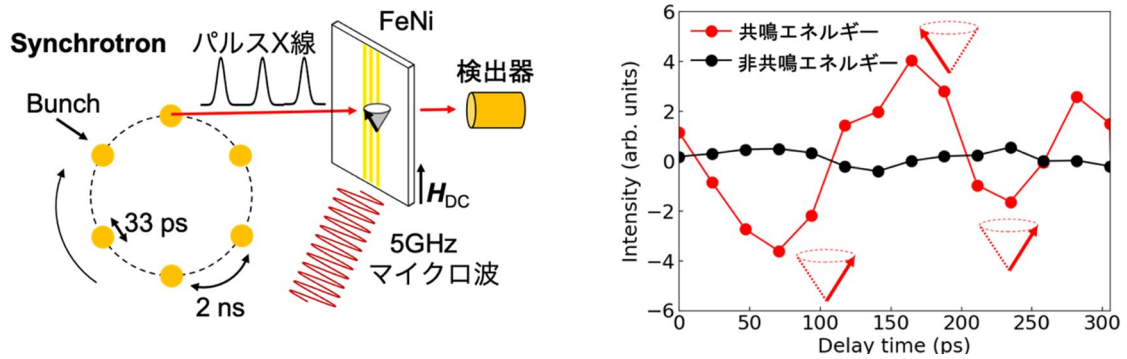 Synchrotron
パルスX線
FeNi
検出器
Bunch
33 ps
2 ns
H_DC
5GHz
マイクロ波
共鳴エネルギー
非共鳴エネルギー
Intensity (arb. units)
6
4
2
0
−2
−4
−6
0
50
100
150
200
250
300
Delay time (ps)